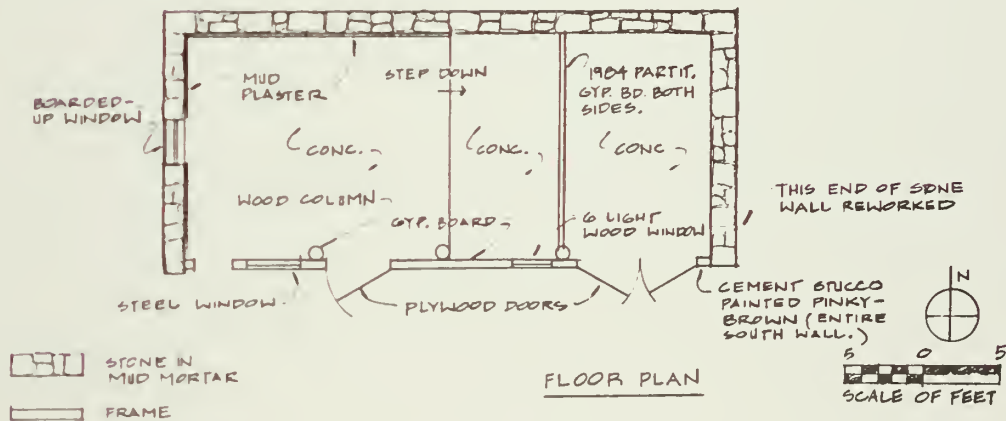 MUD
PLASTER
STEP DOWN
1984 PARTIT.
GYP. BD. BOTH
SIDES.
BOARDED-
UP WINDOW
CONC.
CONC.
CONC
WOOD COLUMN
GYP. BOARD
6 LIGHT
WOOD WINDOW
THIS END OF STONE
WALL REWORKED
STEEL WINDOW
PLYWOOD DOORS
CEMENT STUCCO
PAINTED PINKY-
BROWN (ENTIRE
SOUTH WALL.)
N
STONE IN
MUD MORTAR
FRAME
FLOOR PLAN
5 0 5
SCALE OF FEET